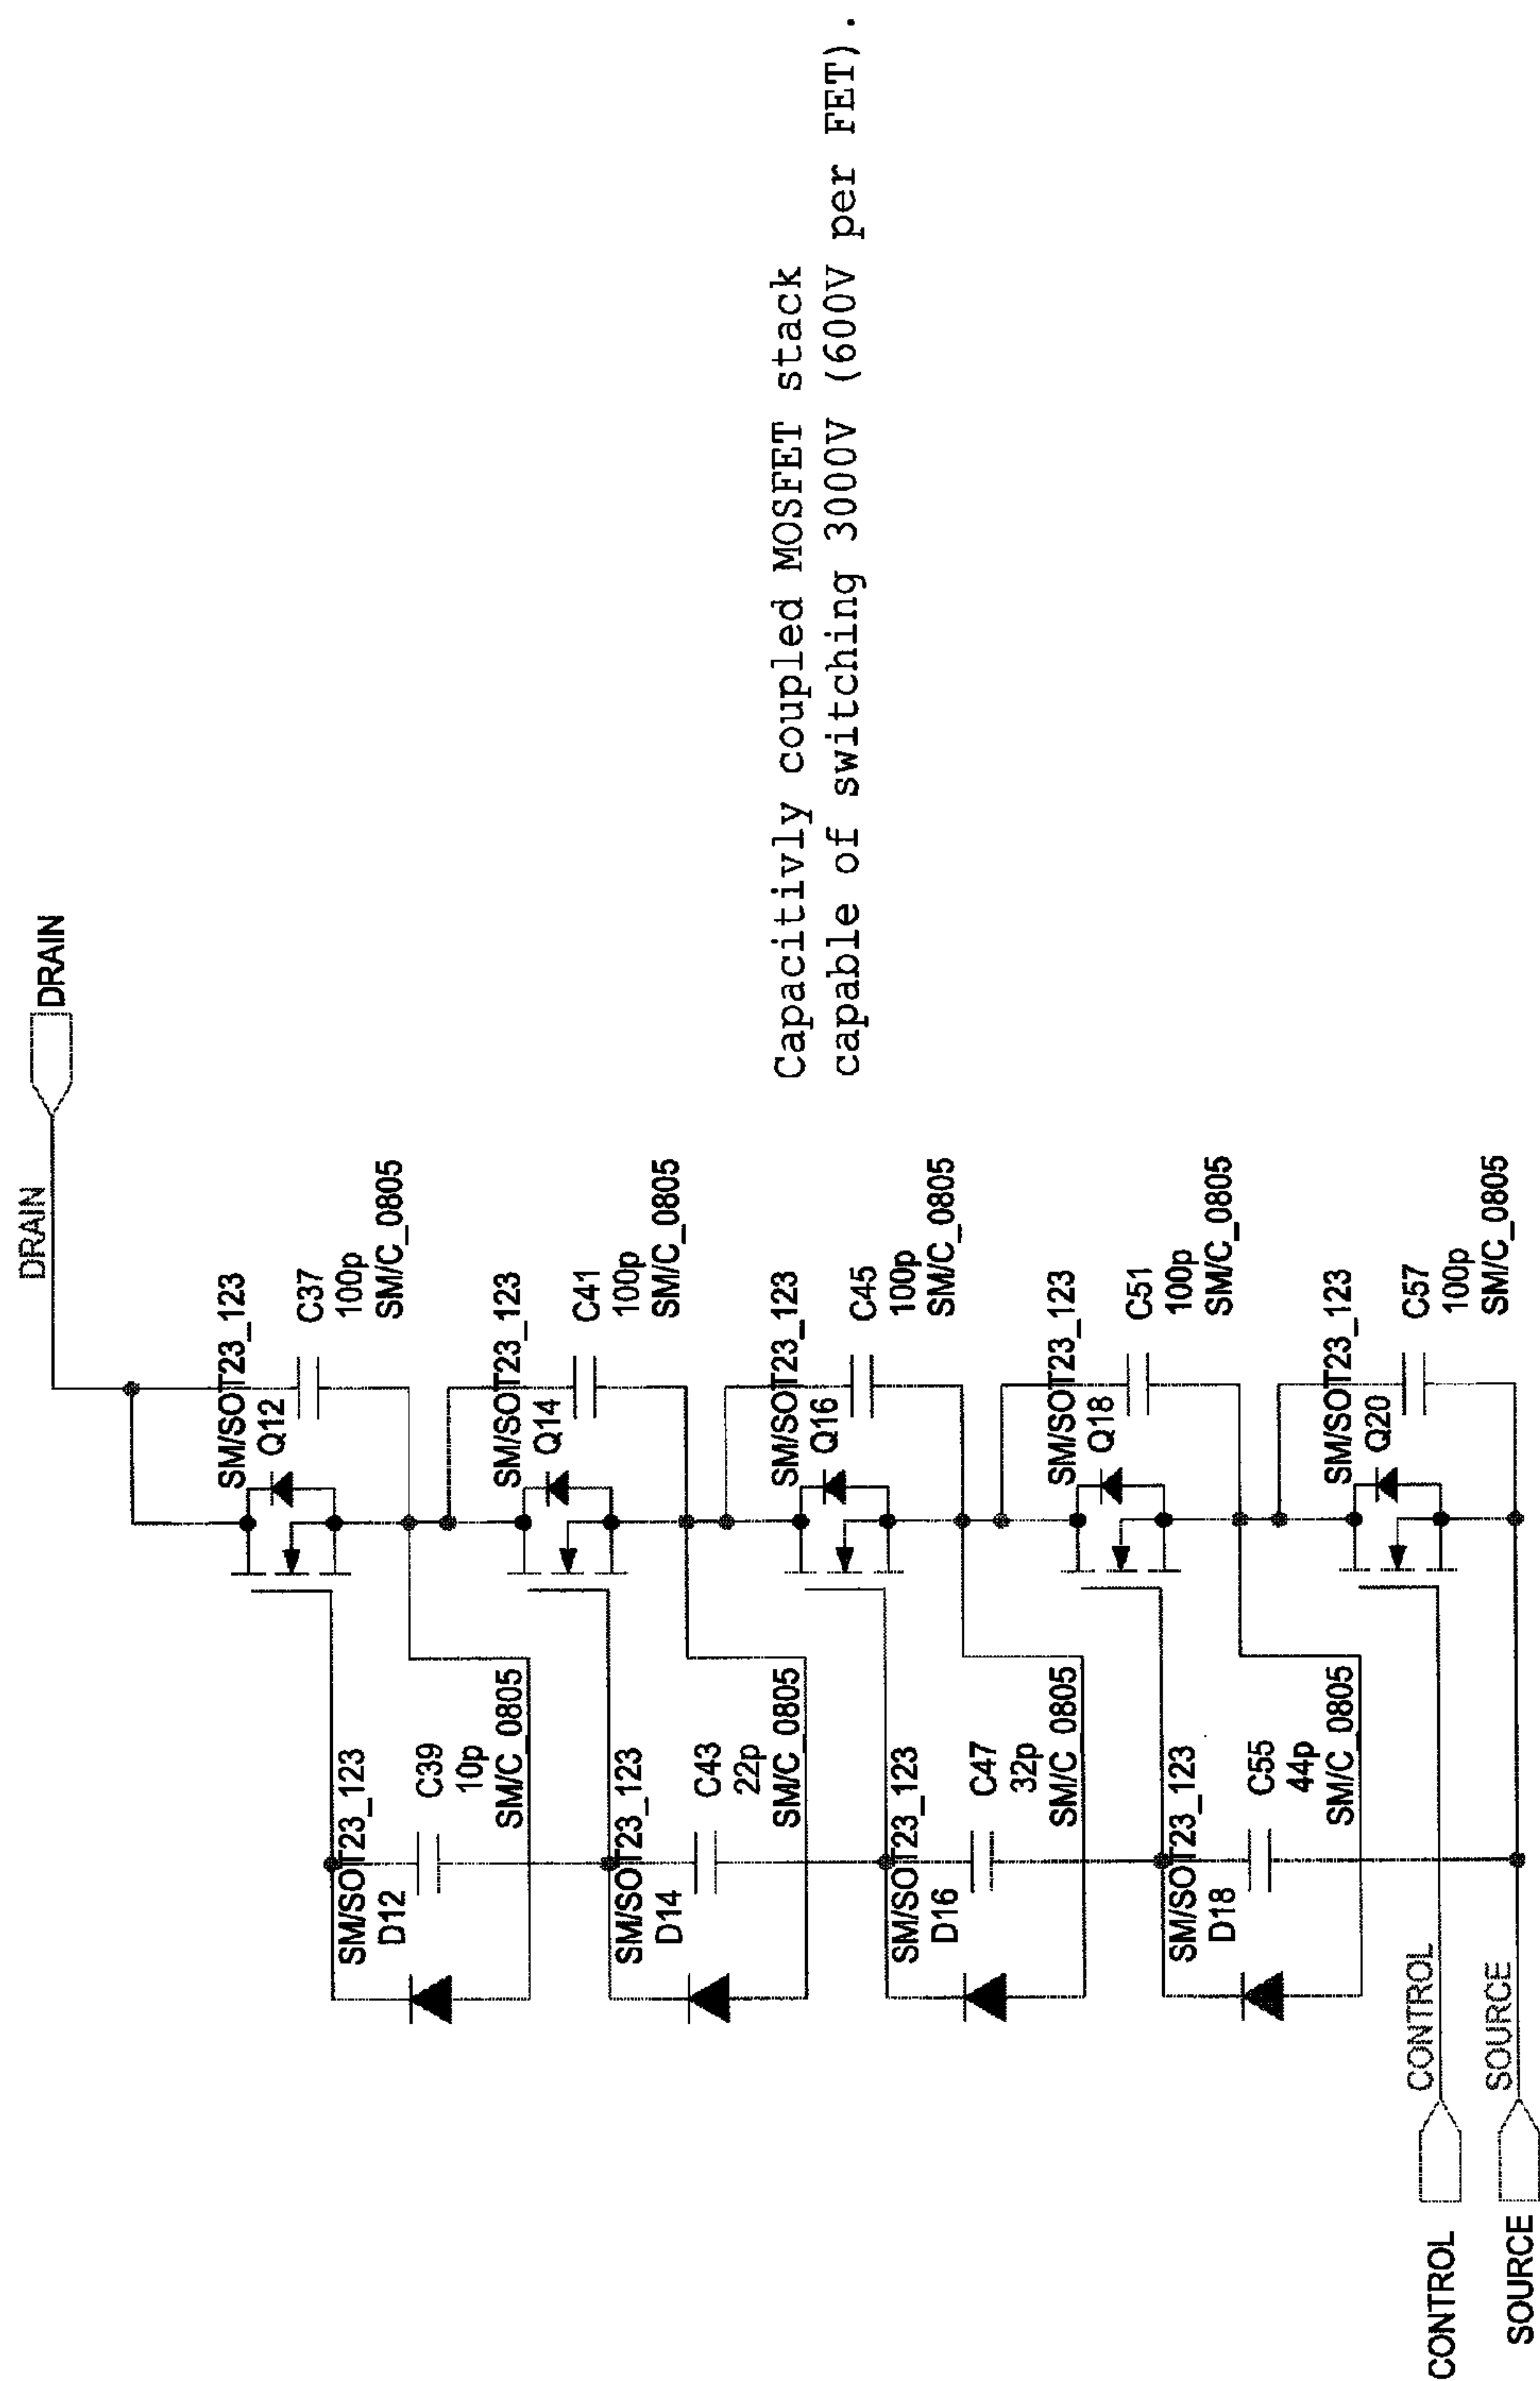 DRAIN
DRAIN
SM/SOT23_123
Q12
C37
100p
SM/C_0805
SM/SOT23_123
D12
C39
10p
SM/C_0805
SM/SOT23_123
Q14
C41
100p
SM/C_0805
SM/SOT23_123
D14
C43
22p
SM/C_0805
SM/SOT23_123
Q16
C45
100p
SM/C_0805
SM/SOT23_123
D16
C47
32p
SM/C_0805
SM/SOT23_123
Q18
C51
100p
SM/C_0805
SM/SOT23_123
D18
C55
44p
SM/C_0805
SM/SOT23_123
Q20
C57
100p
SM/C_0805
CONTROL
CONTROL
SOURCE
SOURCE
Capacitivly coupled MOSFET stack
capable of switching 3000V (600V per FET).